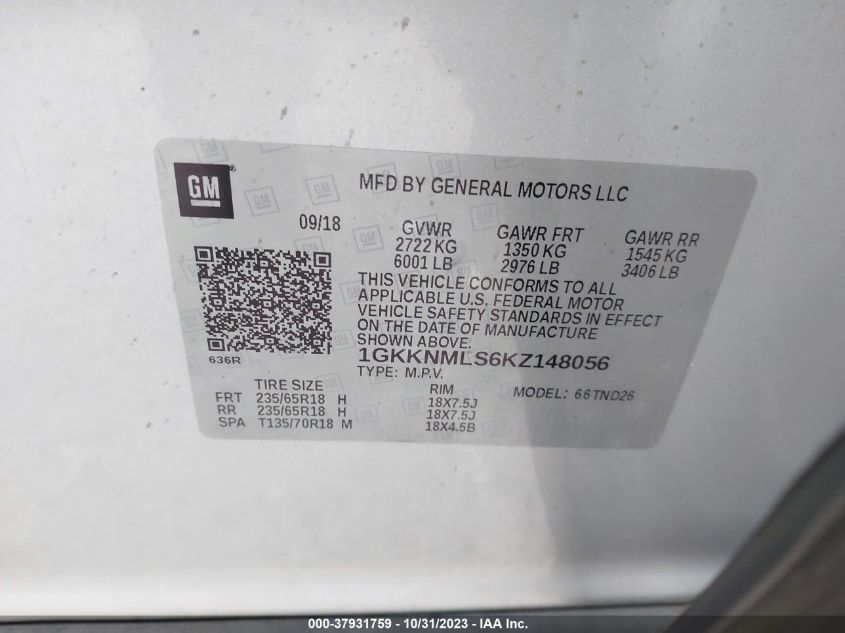 GM
MFD BY GENERAL MOTORS LLC
09/18
GVWR GAWR FRT GAWR RR
2722 KG 1350 KG 1545 KG
6001 LB 2976 LB 3406 LB
THIS VEHICLE CONFORMS TO ALL
APPLICABLE U.S. FEDERAL MOTOR
VEHICLE SAFETY STANDARDS IN EFFECT
ON THE DATE OF MANUFACTURE
SHOWN ABOVE.
636R
1GKKNMLS6KZ148056
TYPE: M.P.V.
TIRE SIZE RIM MODEL: 66TND26
FRT 235/65R18 H 18X7.5J
RR 235/65R18 H 18X7.5J
SPA T135/70R18 M 18X4.5B
000-37931759 - 10/31/2023 - IAA Inc.